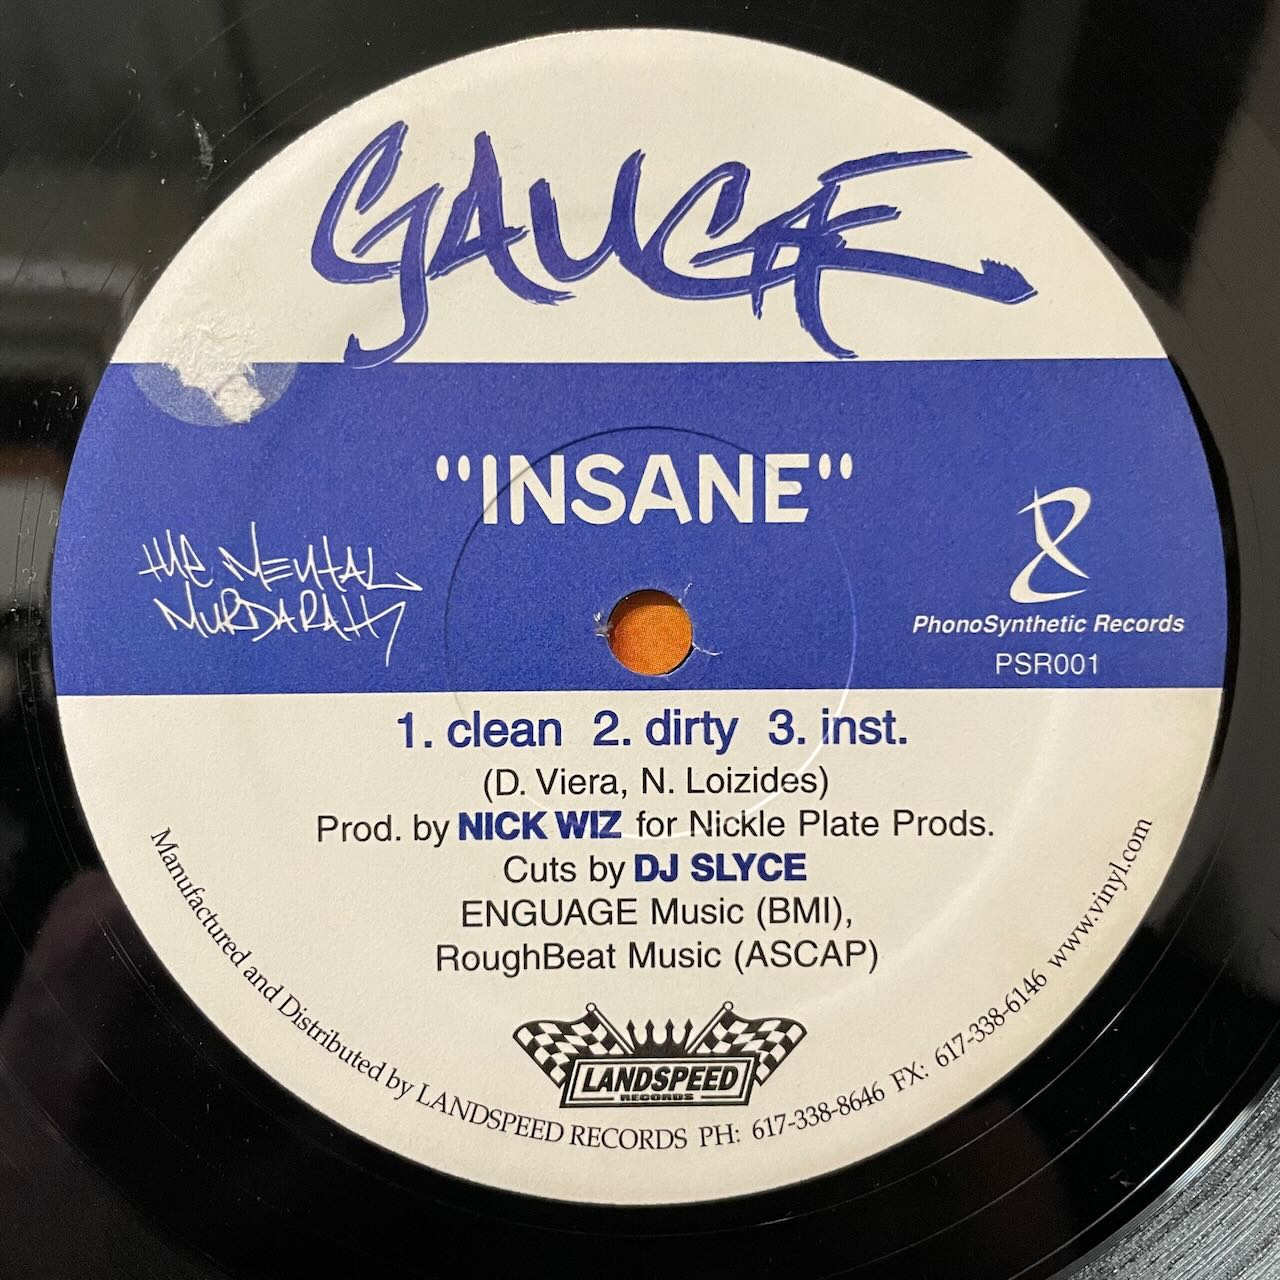 GAUGE
"INSANE"
THE MENTAL
MURDARAH
PhonoSynthetic Records
PSR001
1. clean 2. dirty 3. inst.
(D. Viera, N. Loizides)
Prod. by NICK WIZ for Nickle Plate Prods.
Cuts by DJ SLYCE
ENGUAGE Music (BMI),
RoughBeat Music (ASCAP)
LANDSPEED
RECORDS
Manufactured and Distributed by LANDSPEED RECORDS PH: 617-338-8646 FX: 617-338-6146 www.vinyl.com